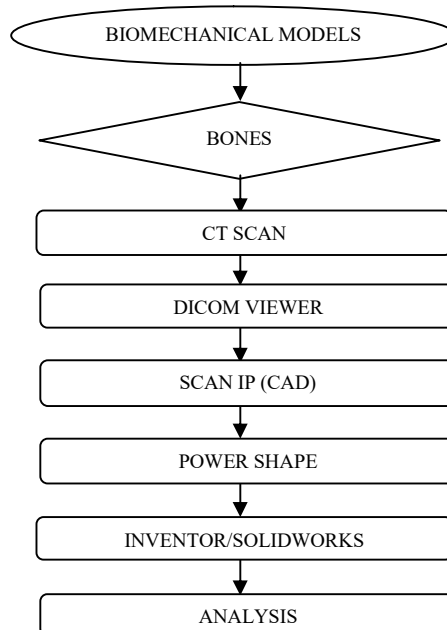 BIOMECHANICAL MODELS
BONES
CT SCAN
DICOM VIEWER
SCAN IP (CAD)
POWER SHAPE
INVENTOR/SOLIDWORKS
ANALYSIS